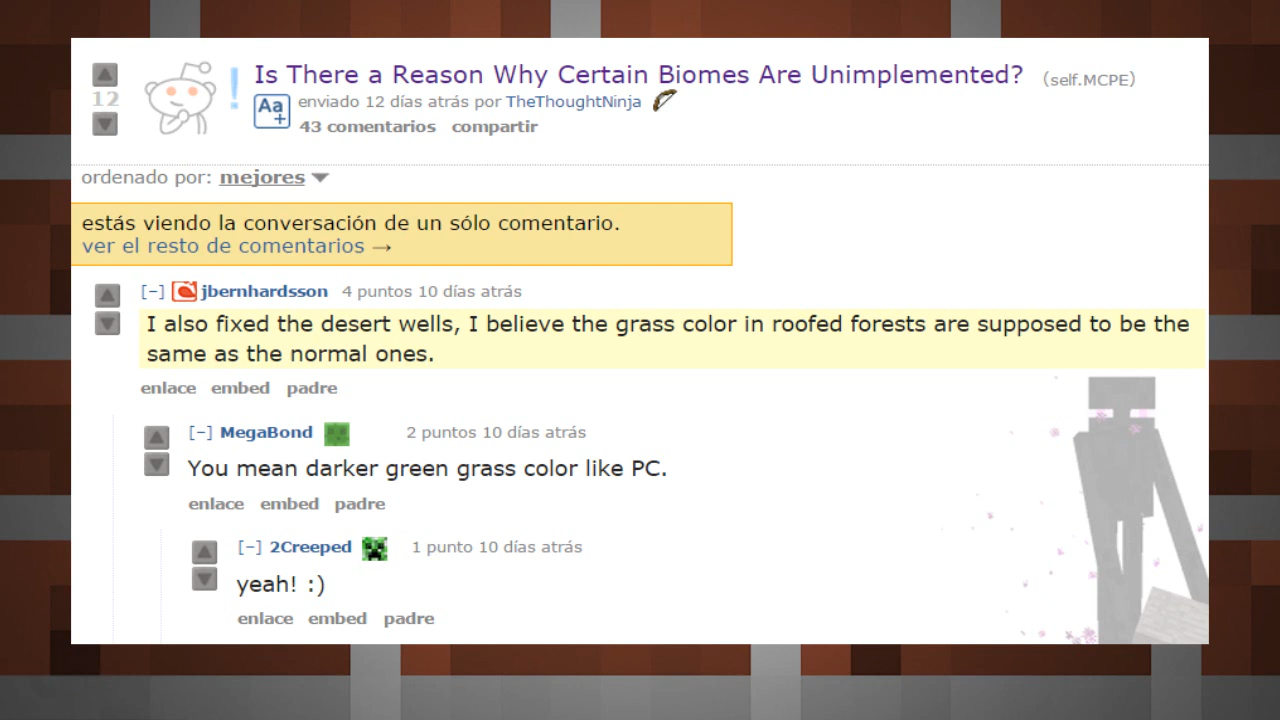 Is There a Reason Why Certain Biomes Are Unimplemented? (self.MCPE)
12
Aa+
enviado 12 días atrás por TheThoughtNinja
43 comentarios compartir
ordenado por: mejores
estás viendo la conversación de un sólo comentario.
ver el resto de comentarios →
[-] jbernhardsson 4 puntos 10 días atrás
I also fixed the desert wells, I believe the grass color in roofed forests are supposed to be the
same as the normal ones.
enlace embed padre
[-] MegaBond 2 puntos 10 días atrás
You mean darker green grass color like PC.
enlace embed padre
[-] 2Creeped 1 punto 10 días atrás
yeah! :)
enlace embed padre